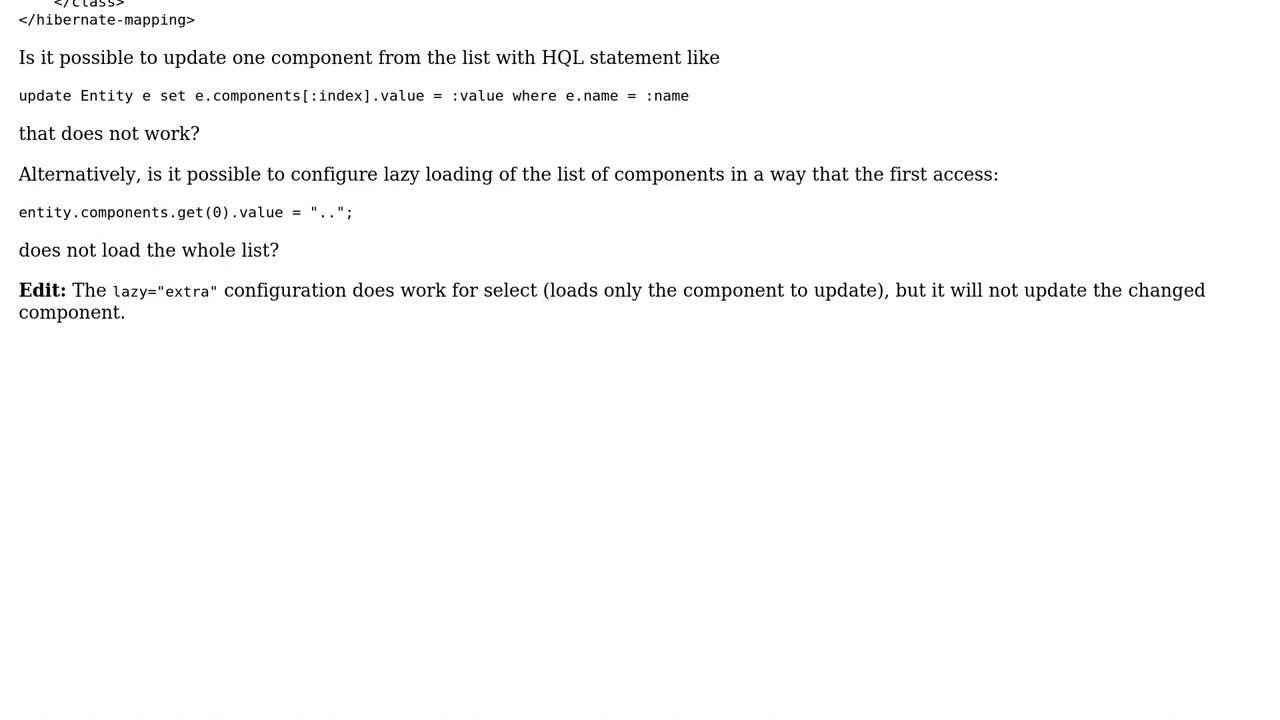 </class>
</hibernate-mapping>
Is it possible to update one component from the list with HQL statement like
update Entity e set e.components[:index].value = :value where e.name = :name
that does not work?
Alternatively, is it possible to configure lazy loading of the list of components in a way that the first access:
entity.components.get(0).value = "..";
does not load the whole list?
Edit: The lazy="extra" configuration does work for select (loads only the component to update), but it will not update the changed
component.